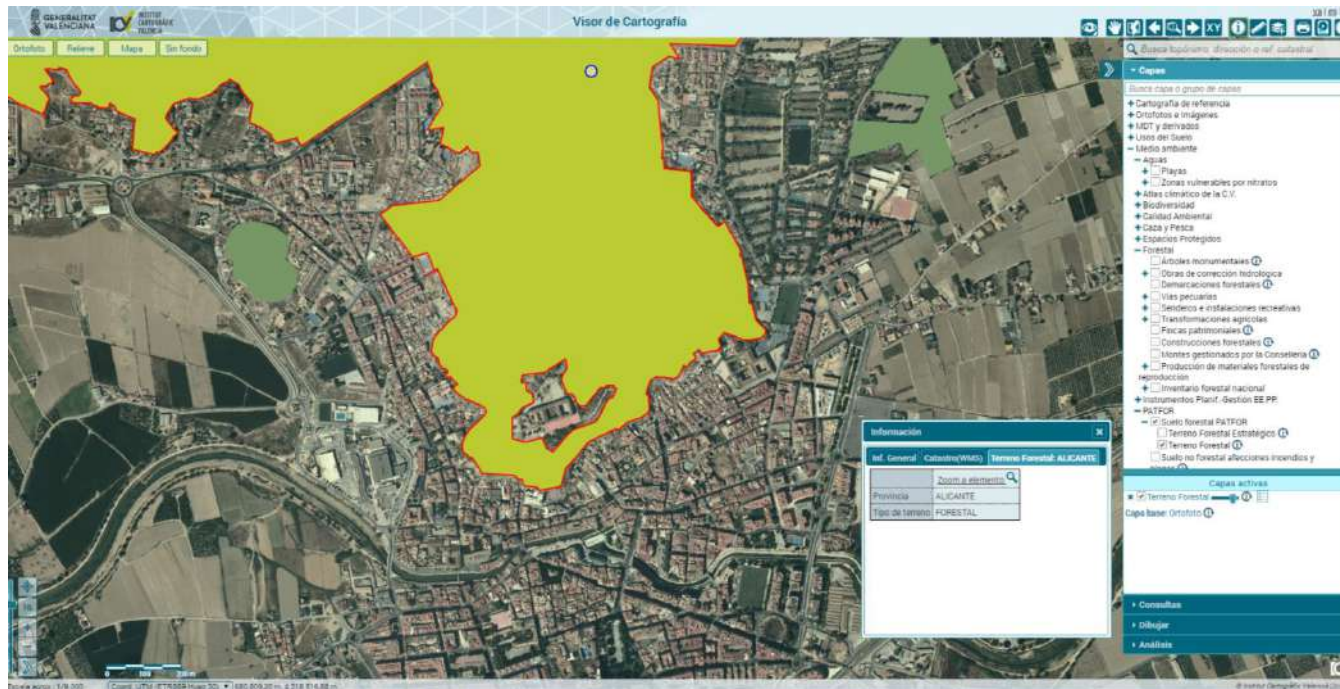 GENERALITAT
VALENCIANA
INSTITUT
CARTOGRÀFIC
VALENCIÀ
Visor de Cartografía
XY
Ortofoto
Relieve
Mapa
Sin fondo
Busca topónimo, dirección o ref. catastral
Capas
Busca capa o grupo de capas
Cartografía de referencia
Ortofotos e Imágenes
MDT y derivados
Usos del Suelo
Medio ambiente
Aguas
Playas
Zonas vulnerables por nitratos
Atlas climático de la C.V.
Biodiversidad
Calidad Ambiental
Caza y Pesca
Espacios Protegidos
Forestal
Árboles monumentales
Obras de corrección hidrológica
Demarcaciones forestales
Vías pecuarias
Senderos e instalaciones recreativas
Transformaciones agrícolas
Fincas patrimoniales
Construcciones forestales
Montes gestionados por la Conselleria
Producción de materiales forestales de
reproducción
Inventario forestal nacional
Instrumentos Planif.-Gestión EE.PP.
PATFOR
Suelo forestal PATFOR
Terreno Forestal Estratégico
Terreno Forestal
Suelo no forestal afecciones incendios y
Capas activas
Terreno Forestal
Capa base: Ortofoto
Información
Inf. General
Catastro(WMS)
Terreno Forestal: ALICANTE
Zoom a elemento
Provincia
ALICANTE
Tipo de terreno
FORESTAL
Consultas
Dibujar
Análisis